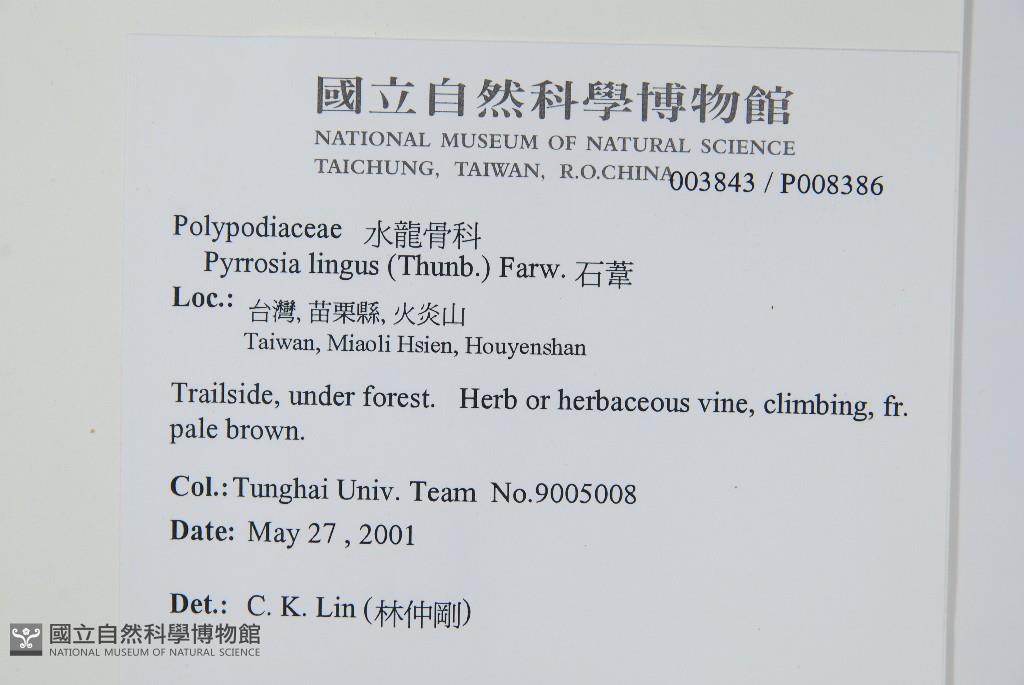 國立自然科學博物館
NATIONAL MUSEUM OF NATURAL SCIENCE
TAICHUNG, TAIWAN, R.O.CHINA
003843 / P008386
Polypodiaceae 水龍骨科
Pyrrosia lingus (Thunb.) Farw. 石葦
Loc.: 台灣, 苗栗縣, 火炎山
Taiwan, Miaoli Hsien, Houyenshan
Trailside, under forest. Herb or herbaceous vine, climbing, fr.
pale brown.
Col.: Tunghai Univ. Team No.9005008
Date: May 27 , 2001
Det.: C. K. Lin (林仲剛)
國立自然科學博物館
NATIONAL MUSEUM OF NATURAL SCIENCE